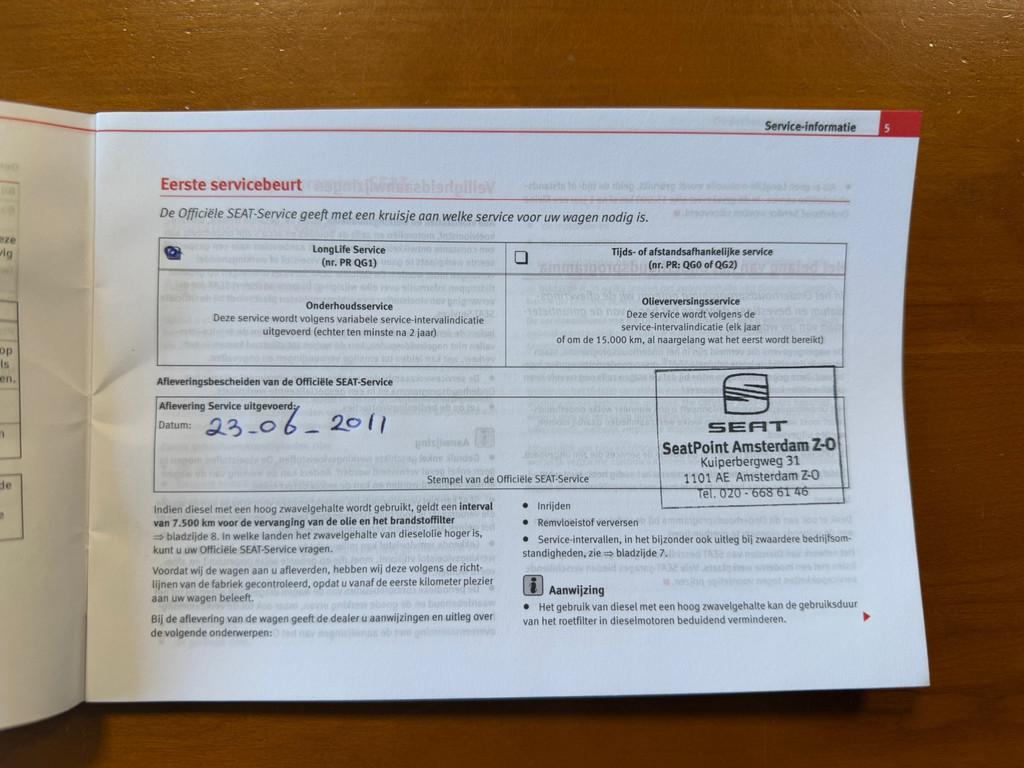 Service-informatie 5
Eerste servicebeurt
De Officiële SEAT-Service geeft met een kruisje aan welke service voor uw wagen nodig is.
LongLife Service
(nr. PR QG1)
Tijds- of afstandsafhankelijke service
(nr. PR: QG0 of QG2)
Onderhoudsservice
Deze service wordt volgens variabele service-intervalindicatie
uitgevoerd (echter ten minste na 2 jaar)
Olieverversingsservice
Deze service wordt volgens de
service-intervalindicatie (elk jaar
of om de 15.000 km, al naargelang wat het eerst wordt bereikt)
Afleveringsbescheiden van de Officiële SEAT-Service
Aflevering Service uitgevoerd:
Datum: 23-06-2011
SEAT
SeatPoint Amsterdam Z-O
Kuiperbergweg 31
1101 AE Amsterdam Z-O
Tel. 020 - 668 61 46
Stempel van de Officiële SEAT-Service
Indien diesel met een hoog zwavelgehalte wordt gebruikt, geldt een interval
van 7.500 km voor de vervanging van de olie en het brandstoffilter
⇒ bladzijde 8. In welke landen het zwavelgehalte van dieselolie hoger is,
kunt u uw Officiële SEAT-Service vragen.
Voordat wij de wagen aan u afleverden, hebben wij deze volgens de richt-
lijnen van de fabriek gecontroleerd, opdat u vanaf de eerste kilometer plezier
aan uw wagen beleeft.
Bij de aflevering van de wagen geeft de dealer u aanwijzingen en uitleg over
de volgende onderwerpen:
• Inrijden
• Remvloeistof verversen
• Service-intervallen, in het bijzonder ook uitleg bij zwaardere bedrijfsom-
standigheden, zie ⇒ bladzijde 7.
i Aanwijzing
• Het gebruik van diesel met een hoog zwavelgehalte kan de gebruiksduur
van het roetfilter in dieselmotoren beduidend verminderen.